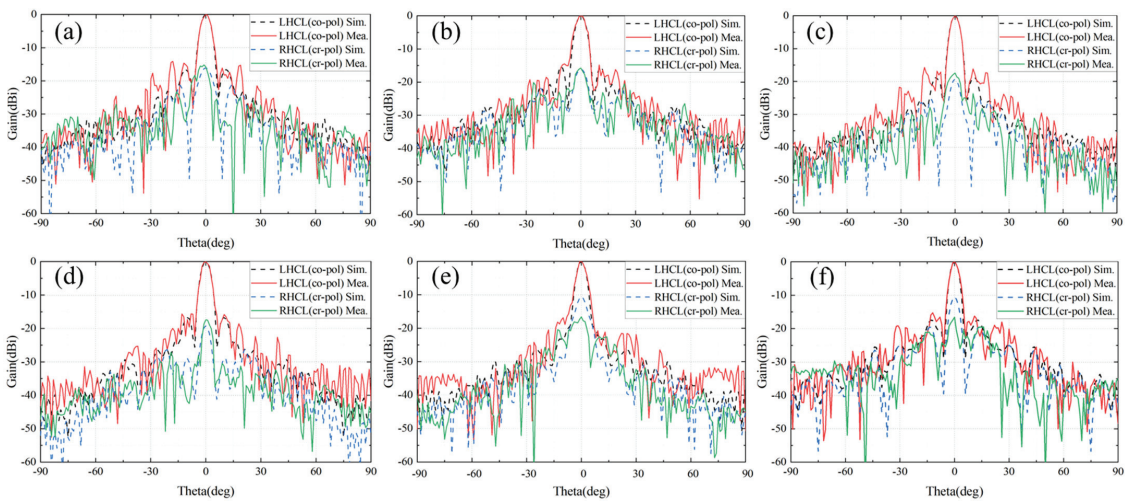 (a)
LHCL(co-pol) Sim.
LHCL(co-pol) Mea.
RHCL(cr-pol) Sim.
RHCL(cr-pol) Mea.
Gain(dBi)
0
-10
-20
-30
-40
-50
-60
-90 -60 -30 0 30 60 90
Theta(deg)
(b)
LHCL(co-pol) Sim.
LHCL(co-pol) Mea.
RHCL(cr-pol) Sim.
RHCL(cr-pol) Mea.
Gain(dBi)
0
-10
-20
-30
-40
-50
-60
-90 -60 -30 0 30 60 90
Theta(deg)
(c)
LHCL(co-pol) Sim.
LHCL(co-pol) Mea.
RHCL(cr-pol) Sim.
RHCL(cr-pol) Mea.
Gain(dBi)
0
-10
-20
-30
-40
-50
-60
-90 -60 -30 0 30 60 90
Theta(deg)
(d)
LHCL(co-pol) Sim.
LHCL(co-pol) Mea.
RHCL(cr-pol) Sim.
RHCL(cr-pol) Mea.
Gain(dBi)
0
-10
-20
-30
-40
-50
-60
-90 -60 -30 0 30 60 90
Theta(deg)
(e)
LHCL(co-pol) Sim.
LHCL(co-pol) Mea.
RHCL(cr-pol) Sim.
RHCL(cr-pol) Mea.
Gain(dBi)
0
-10
-20
-30
-40
-50
-60
-90 -60 -30 0 30 60 90
Theta(deg)
(f)
LHCL(co-pol) Sim.
LHCL(co-pol) Mea.
RHCL(cr-pol) Sim.
RHCL(cr-pol) Mea.
Gain(dBi)
0
-10
-20
-30
-40
-50
-60
-90 -60 -30 0 30 60 90
Theta(deg)